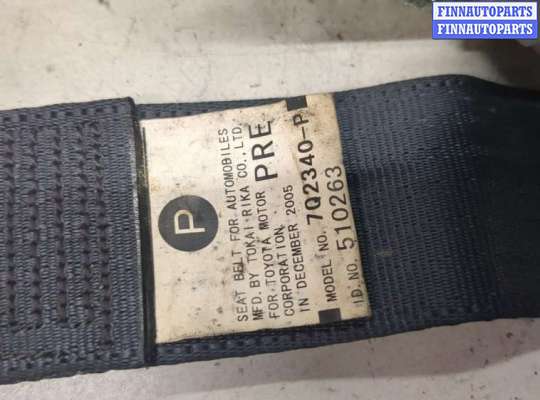 FINNAUTOPARTS
FINNAUTOPARTS
P
SEAT BELT FOR AUTOMOBILES
MFD. BY TOKAI RIKA CO., LTD.
FOR TOYOTA MOTOR PRE
CORPORATION
IN DECEMBER 2005
MODEL NO. 7Q2340-P
I.D. NO. 510263